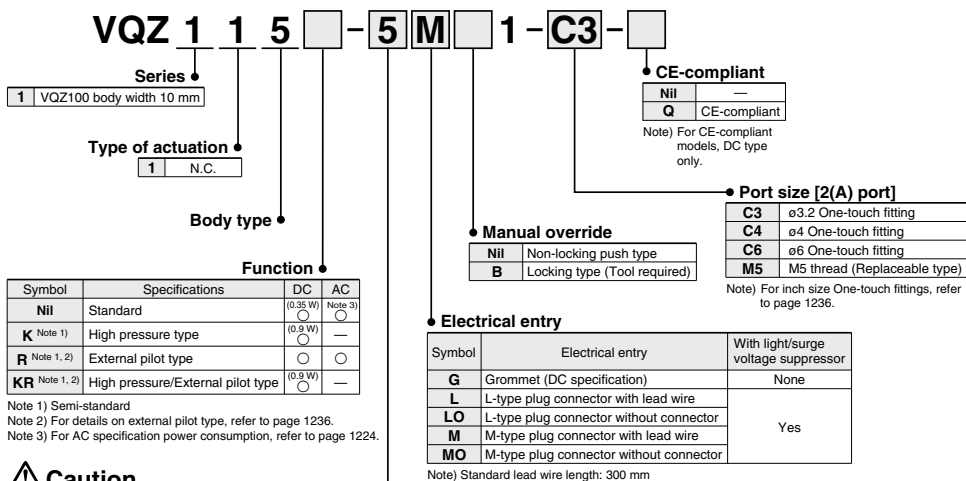 VQZ 1 1 5 - 5 M 1 - C3 -
Series
1 VQZ100 body width 10 mm
Type of actuation
1 N.C.
Body type
Function
Symbol Specifications DC AC
Nil Standard (0.35 W) ○ Note 3) ○
K Note 1) High pressure type (0.9 W) ○ —
R Note 1, 2) External pilot type ○ ○
KR Note 1, 2) High pressure/External pilot type (0.9 W) ○ —
Note 1) Semi-standard
Note 2) For details on external pilot type, refer to page 1236.
Note 3) For AC specification power consumption, refer to page 1224.
Caution
CE-compliant
Nil —
Q CE-compliant
Note) For CE-compliant
models, DC type
only.
Port size [2(A) port]
C3 ø3.2 One-touch fitting
C4 ø4 One-touch fitting
C6 ø6 One-touch fitting
M5 M5 thread (Replaceable type)
Note) For inch size One-touch fittings, refer
to page 1236.
Manual override
Nil Non-locking push type
B Locking type (Tool required)
Electrical entry
Symbol Electrical entry With light/surge
voltage suppressor
G Grommet (DC specification) None
L L-type plug connector with lead wire
LO L-type plug connector without connector
Yes
M M-type plug connector with lead wire
MO M-type plug connector without connector
Note) Standard lead wire length: 300 mm